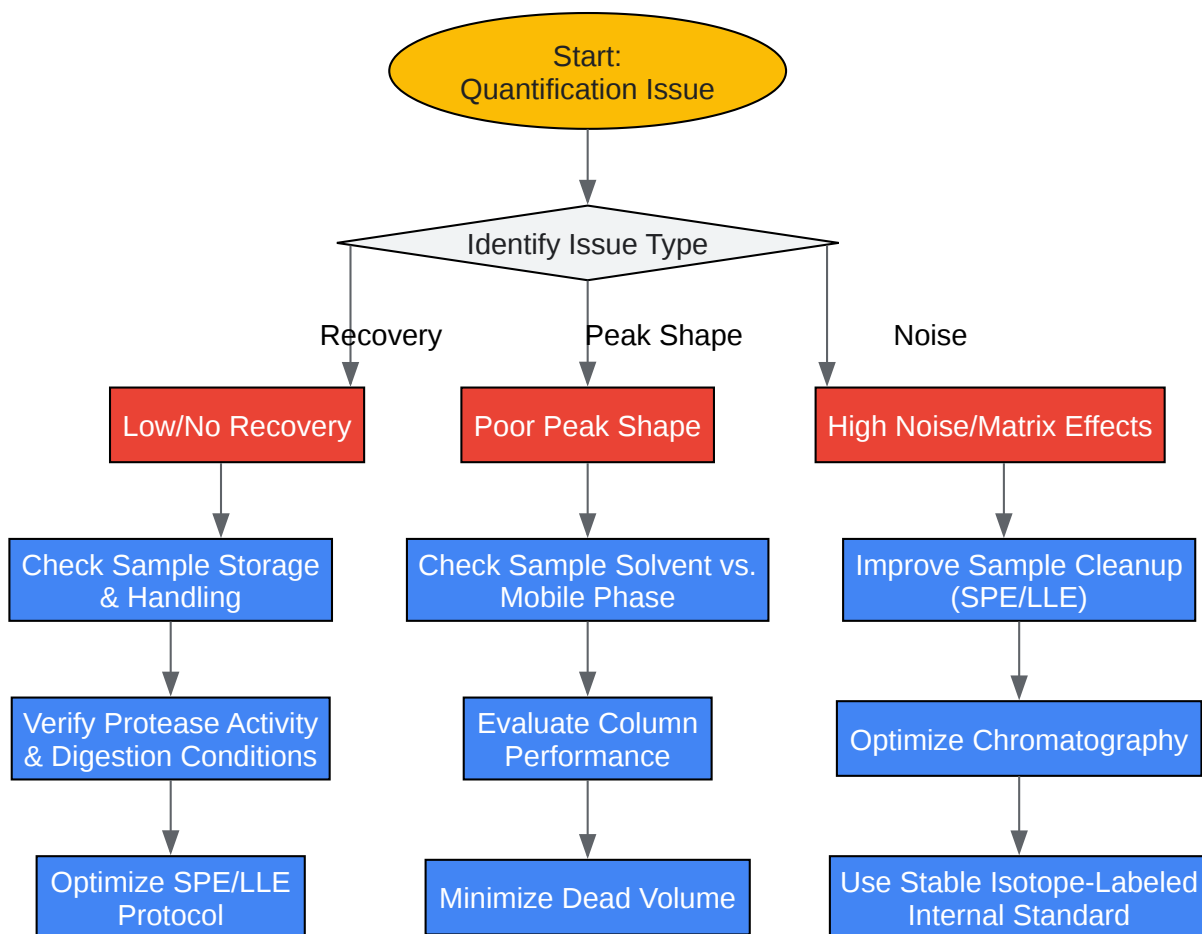 Start:
Quantification Issue
Identify Issue Type
Recovery
Peak Shape
Noise
Low/No Recovery
Poor Peak Shape
High Noise/Matrix Effects
Check Sample Storage
& Handling
Check Sample Solvent vs.
Mobile Phase
Improve Sample Cleanup
(SPE/LLE)
Verify Protease Activity
& Digestion Conditions
Evaluate Column
Performance
Optimize Chromatography
Optimize SPE/LLE
Protocol
Minimize Dead Volume
Use Stable Isotope-Labeled
Internal Standard